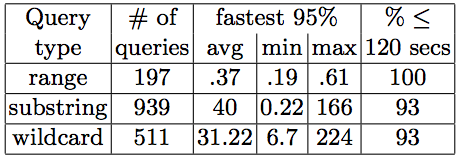 Query # of fastest 95% % ≤
type queries avg min max 120 secs
range 197 .37 .19 .61 100
substring 939 40 0.22 166 93
wildcard 511 31.22 6.7 224 93